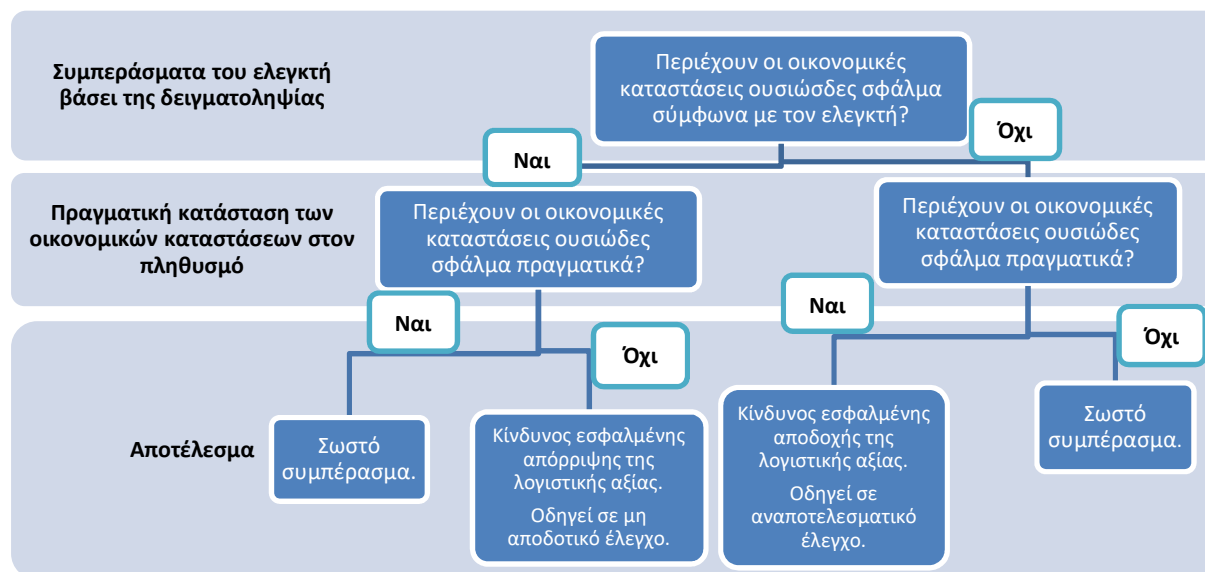 Συμπεράσματα του ελεγκτή
βάσει της δειγματοληψίας
Περιέχουν οι οικονομικές
καταστάσεις ουσιώσδες σφάλμα
σύμφωνα με τον ελεγκτή?
Ναι
Όχι
Πραγματική κατάσταση των
οικονομικών καταστάσεων στον
πληθυσμό
Περιέχουν οι οικονομικές
καταστάσεις ουσιώδες
σφάλμα πραγματικά?
Περιέχουν οι οικονομικές
καταστάσεις ουσιώδες
σφάλμα πραγματικά?
Ναι
Όχι
Ναι
Όχι
Αποτέλεσμα
Σωστό
συμπέρασμα.
Κίνδυνος εσφαλμένης
απόρριψης της
λογιστικής αξίας.
Οδηγεί σε μη
αποδοτικό έλεγχο.
Κίνδυνος εσφαλμένης
αποδοχής της
λογιστικής αξίας.
Οδηγεί σε
αναποτελεσματικό
έλεγχο.
Σωστό
συμπέρασμα.